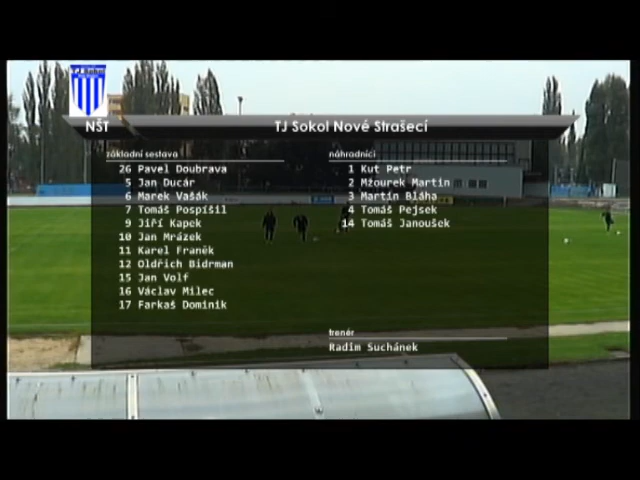 TJ Sokol
NŠT
TJ Sokol Nové Strašecí
základní sestava
26 Pavel Doubrava
5 Jan Ducár
6 Marek Vašák
7 Tomáš Pospíšil
9 Jiří Kapek
10 Jan Mrázek
11 Karel Franěk
12 Oldřich Bidrman
15 Jan Volf
16 Václav Milec
17 Farkaš Dominik
náhradníci
1 Kut Petr
2 Mžourek Martin
3 Martin Bláha
4 Tomáš Pejsek
14 Tomáš Janoušek
trenér
Radim Suchánek